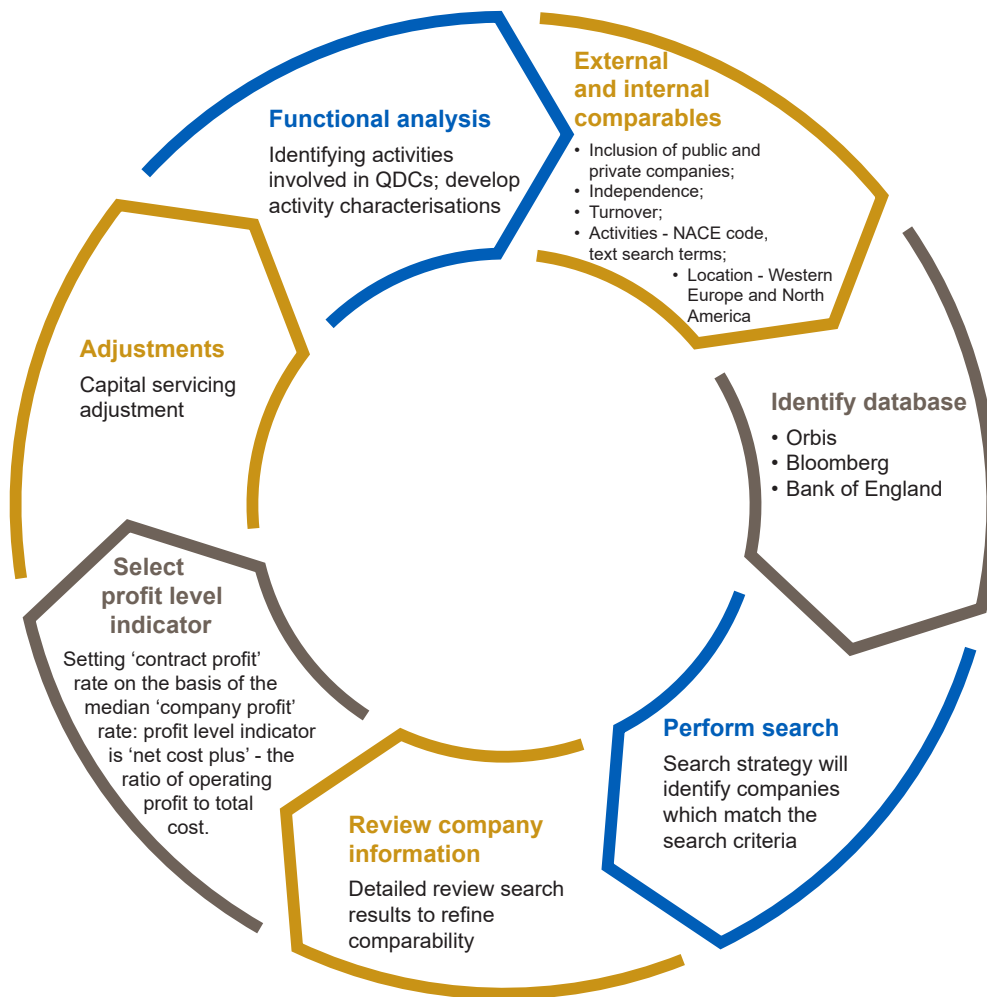 Functional analysis
Identifying activities
involved in QDCs; develop
activity characterisations
External
and internal
comparables
• Inclusion of public and
private companies;
• Independence;
• Turnover;
• Activities - NACE code,
text search terms;
• Location - Western
Europe and North
America
Identify database
• Orbis
• Bloomberg
• Bank of England
Perform search
Search strategy will
identify companies
which match the
search criteria
Review company
information
Detailed review search
results to refine
comparability
Select
profit level
indicator
Setting ‘contract profit’
rate on the basis of the
median ‘company profit’
rate: profit level indicator
is ‘net cost plus’ - the
ratio of operating
profit to total
cost.
Adjustments
Capital servicing
adjustment